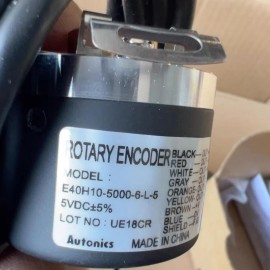 ROTARY ENCODER
MODEL :
E40H10-5000-6-L-5
5VDC±5%
LOT NO : UE18CR
Autonics
BLACK
RED
WHITE
GRAY
ORANGE
YELLOW
BROWN
BLUE
SHIELD
MADE IN CHINA